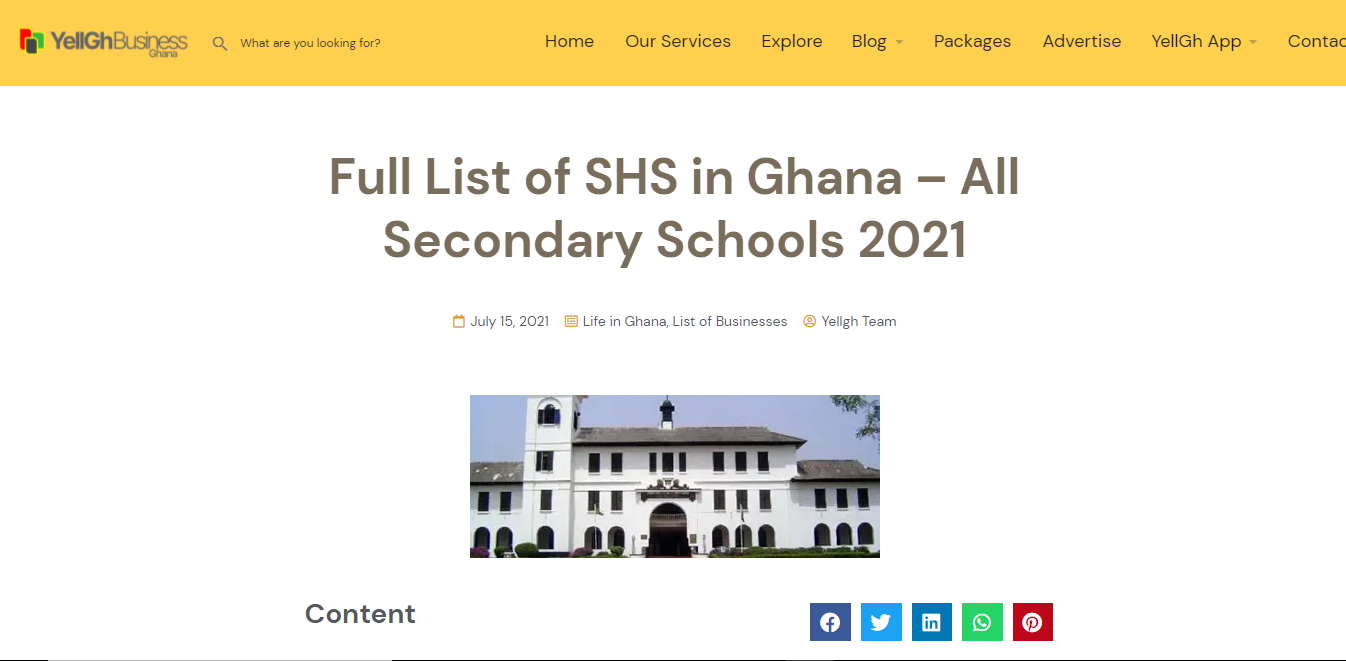 YellGhBusiness
Ghana
What are you looking for?
Home Our Services Explore Blog Packages Advertise YellGh App Contac
Full List of SHS in Ghana – All
Secondary Schools 2021
July 15, 2021 Life in Ghana, List of Businesses Yellgh Team
Content